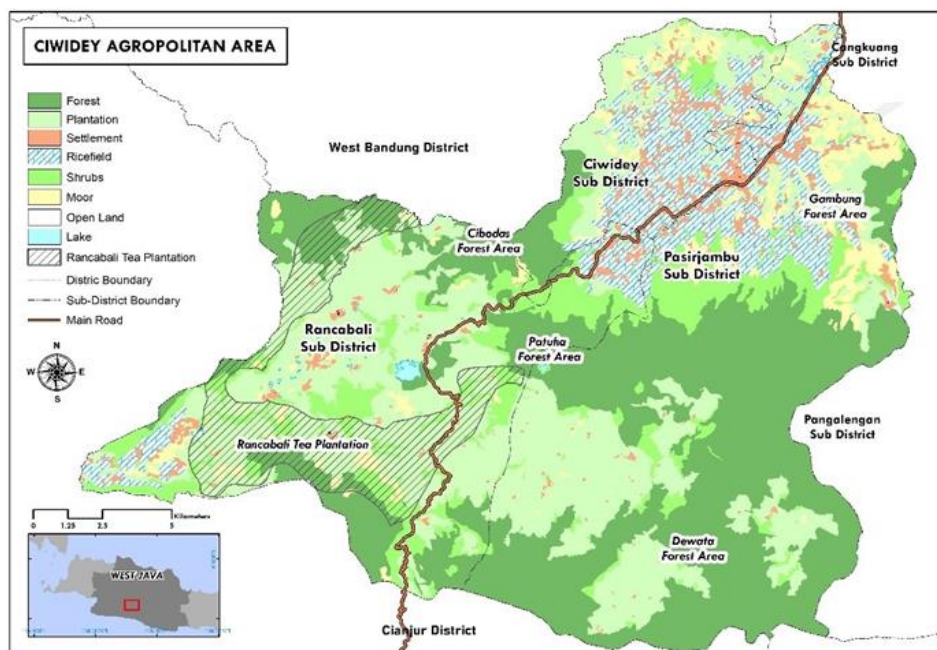 CIWIDEY AGROPOLITAN AREA
Forest
Plantation
Settlement
Ricefield
Shrubs
Moor
Open Land
Lake
Rancabali Tea Plantation
Distric Boundary
Sub-District Boundary
Main Road
N
W
E
S
0
1.25
2.5
5
Kilometers
WEST JAVA
West Bandung District
Cangkuang
Sub District
Ciwidey
Sub District
Gambung
Forest Area
Cibodas
Forest Area
Pasirjambu
Sub District
Rancabali
Sub District
Patuha
Forest Area
Pangalengan
Sub District
Rancabali Tea Plantation
Dewata
Forest Area
Cianjur District